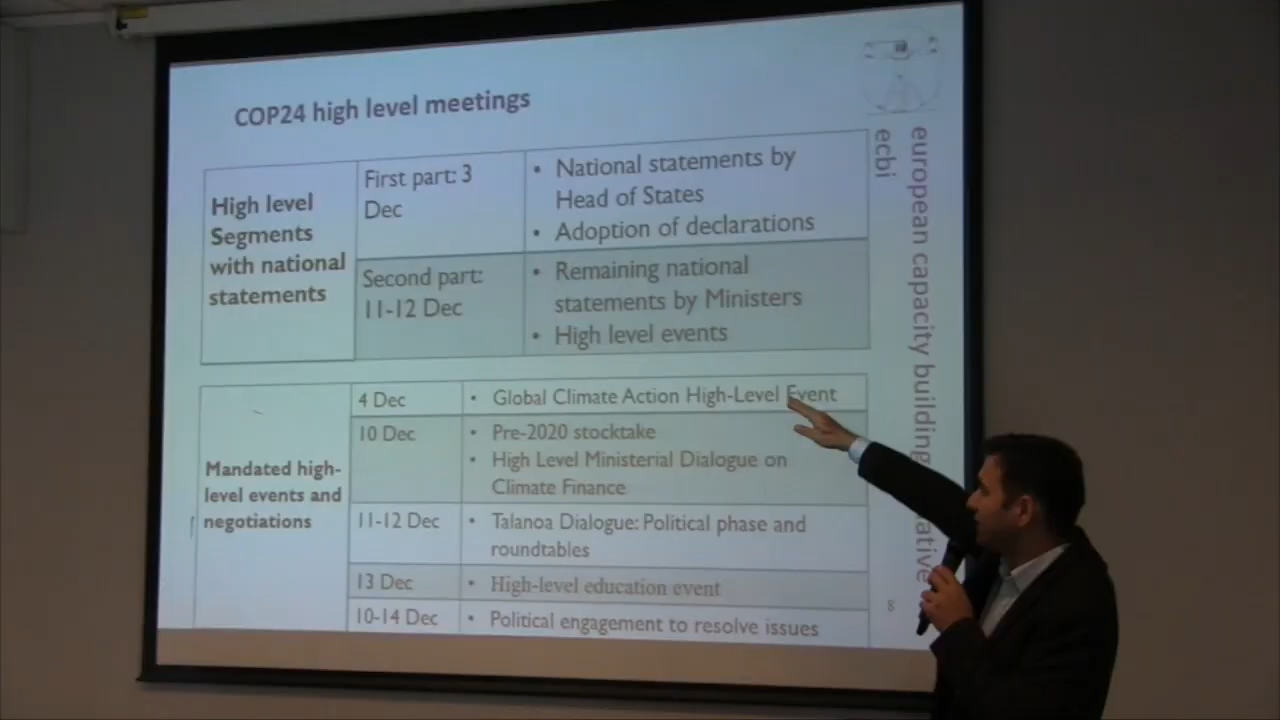 COP24 high level meetings
High level
Segments
with national
statements
First part: 3
Dec
• National statements by
Head of States
• Adoption of declarations
Second part:
11-12 Dec
• Remaining national
statements by Ministers
• High level events
Mandated high-
level events and
negotiations
4 Dec
• Global Climate Action High-Level Event
10 Dec
• Pre-2020 stocktake
• High Level Ministerial Dialogue on
Climate Finance
11-12 Dec
• Talanoa Dialogue: Political phase and
roundtables
13 Dec
• High-level education event
10-14 Dec
• Political engagement to resolve issues
european capacity building
ecbi
8